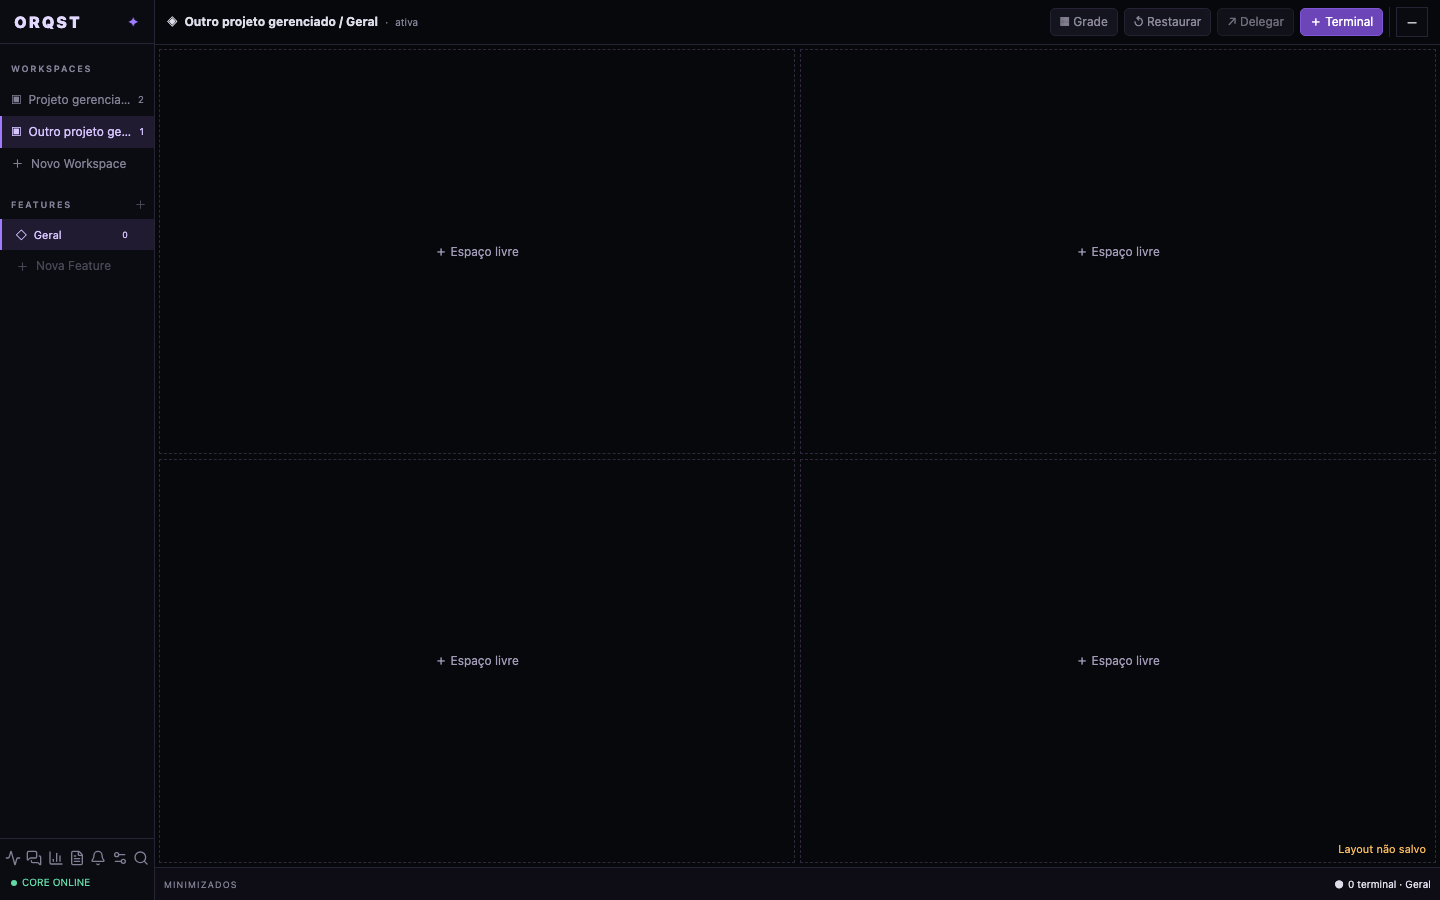 ORQST
WORKSPACES
Projeto gerencia... 2
Outro projeto ge... 1
+ Novo Workspace
FEATURES +
Geral 0
+ Nova Feature
CORE ONLINE
Outro projeto gerenciado / Geral · ativa
Grade
Restaurar
Delegar
+ Terminal
+ Espaço livre
+ Espaço livre
+ Espaço livre
+ Espaço livre
Layout não salvo
MINIMIZADOS
0 terminal · Geral